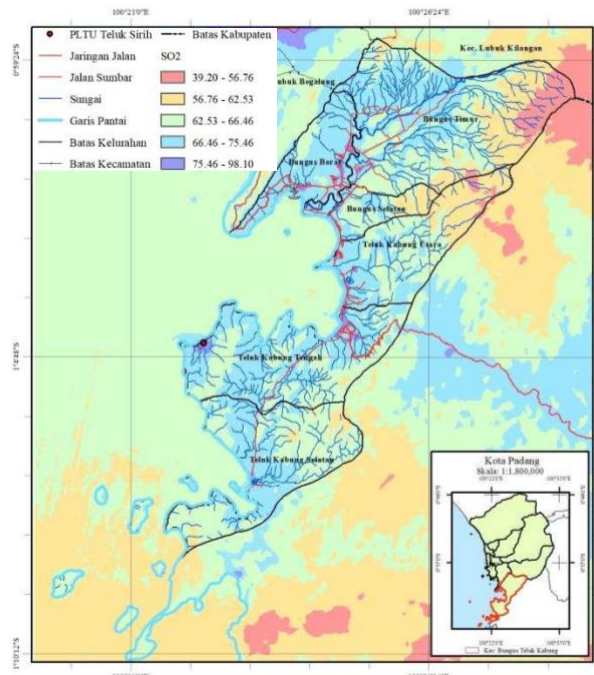 100°21'0"E
100°26'24"E
0°59'24"S
1°4'48"S
1°10'12"S
PLTU Teluk Sirih
Jaringan Jalan
Jalan Sumbar
Sungai
Garis Pantai
Batas Kelurahan
Batas Kecamatan
Batas Kabupaten
SO2
39.20 - 56.76
56.76 - 62.53
62.53 - 66.46
66.46 - 75.46
75.46 - 98.10
Kec. Lubuk Kilangan
ubuk Begalung
Bungus Timur
Bungus Barat
Bungus Selatan
Teluk Kabung Utara
Teluk Kabung Tengah
Teluk Kabung Selatan
Kota Padang
Skala: 1:1,800,000
Kec. Bungus Teluk Kabung